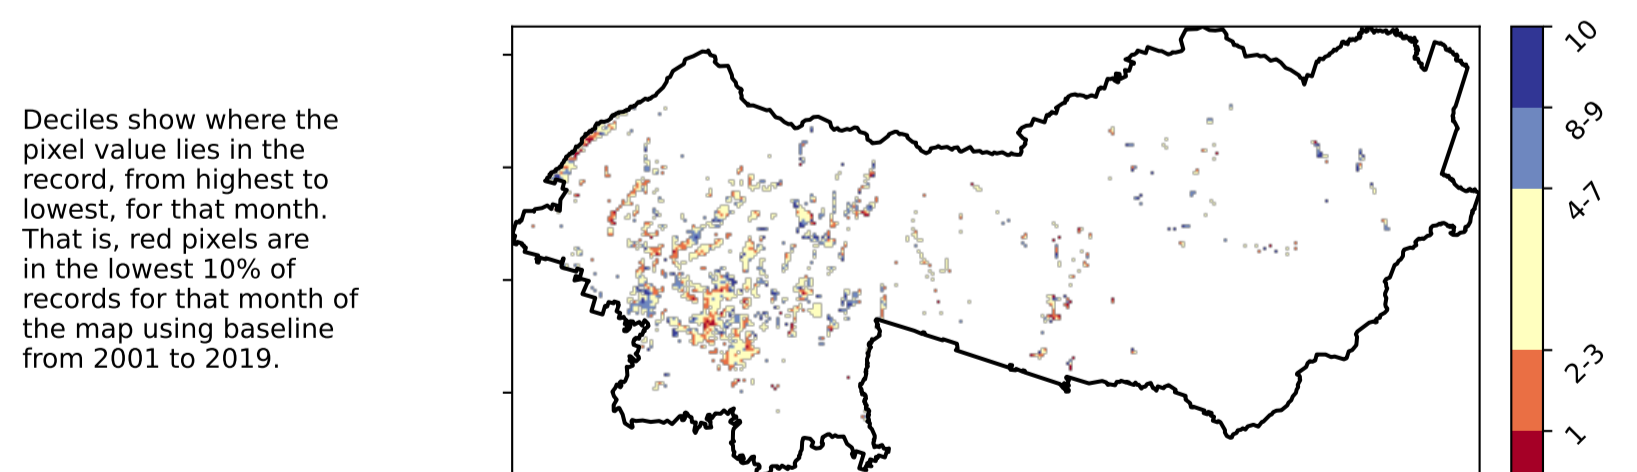 Deciles show where the
pixel value lies in the
record, from highest to
lowest, for that month.
That is, red pixels are
in the lowest 10% of
records for that month of
the map using baseline
from 2001 to 2019.
10
8-9
4-7
2-3
1